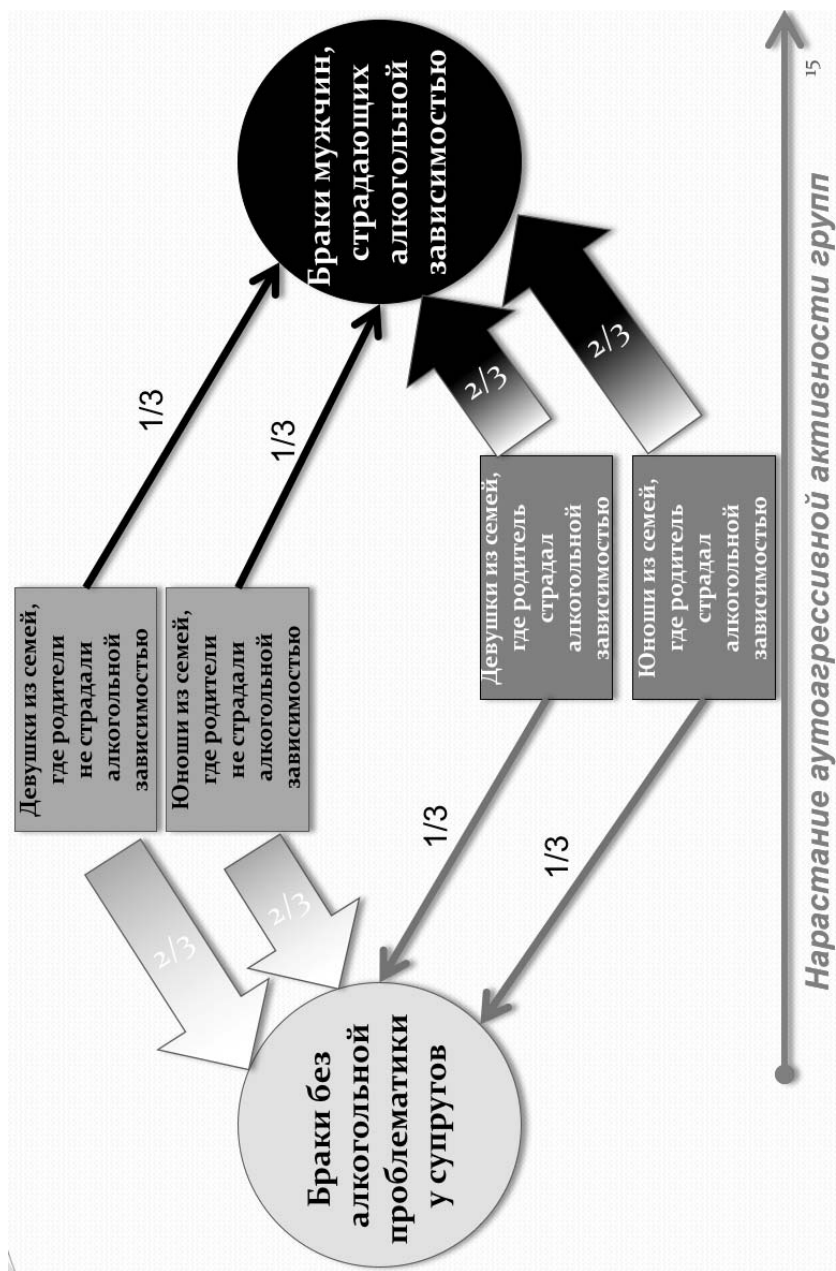 Девушки из семей,
где родители
не страдали
алкогольной
зависимостью
Юноши из семей,
где родители
не страдали
алкогольной
зависимостью
2/3
2/3
1/3
1/3
Браки без
алкогольной
проблематики
у супругов
Браки мужчин,
страдающих
алкогольной
зависимостью
1/3
1/3
2/3
2/3
Девушки из семей,
где родитель
страдал
алкогольной
зависимостью
Юноши из семей,
где родитель
страдал
алкогольной
зависимостью
Нарастание аутоагрессивной активности групп
15